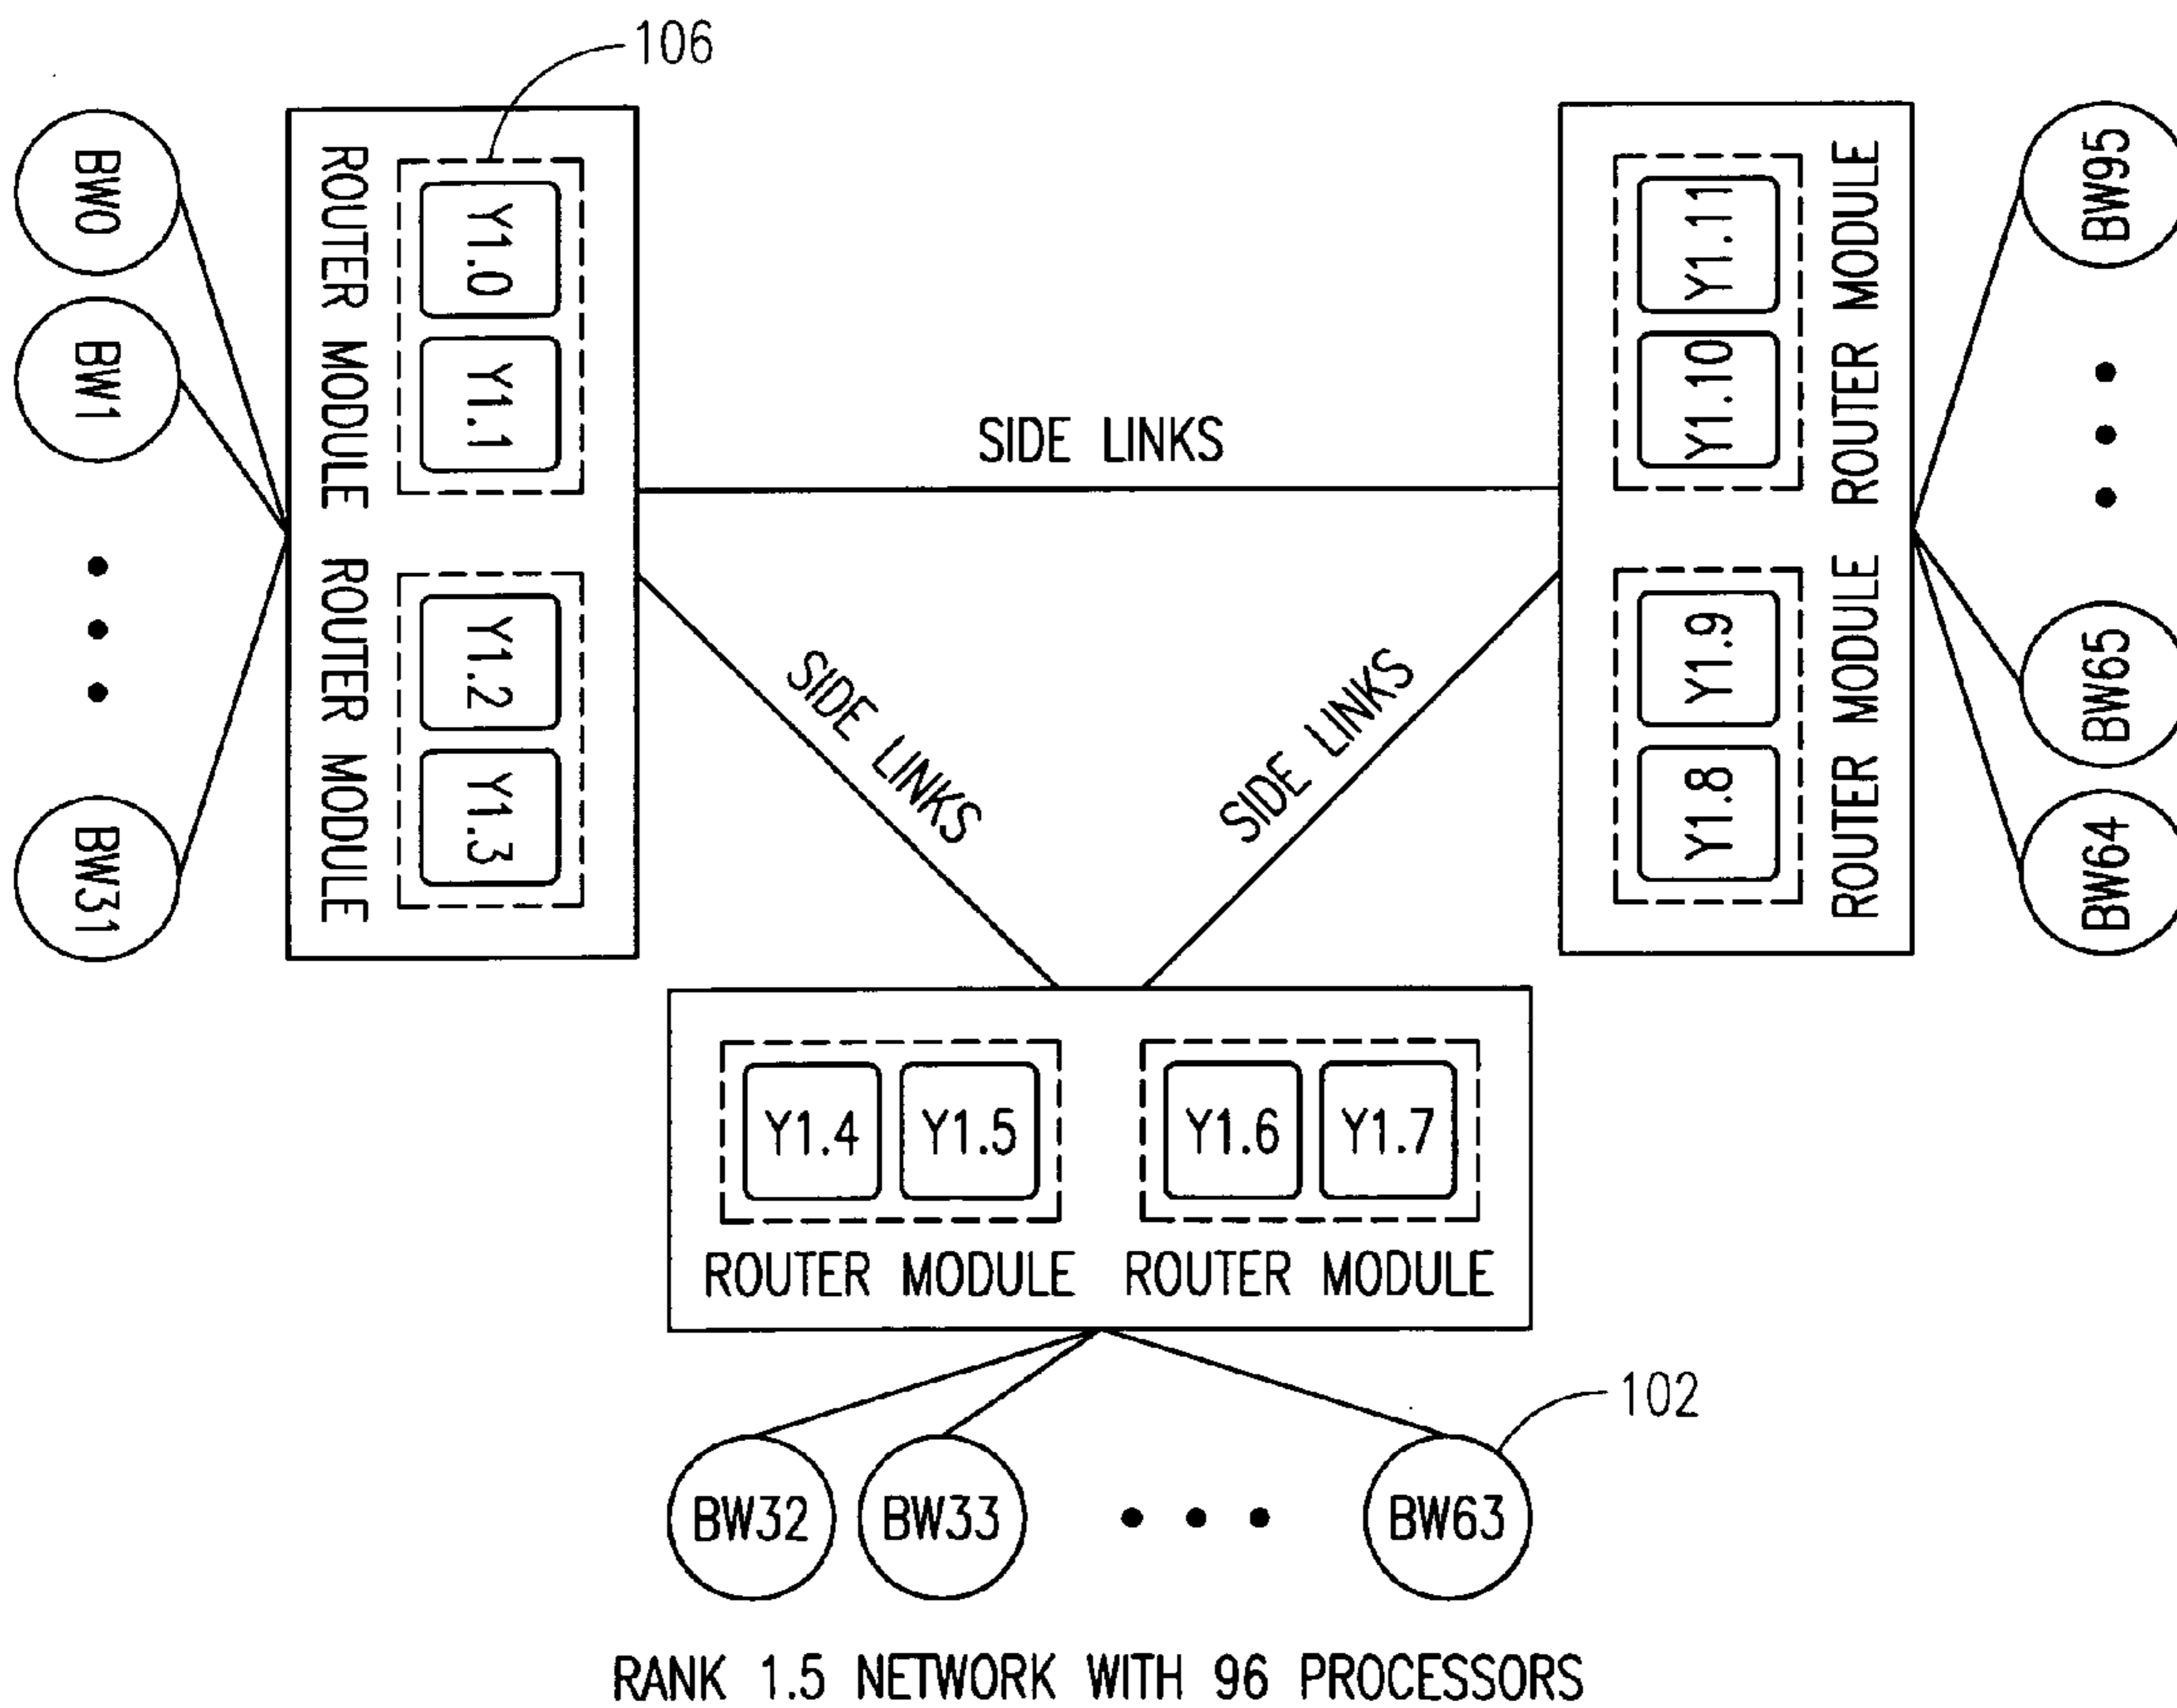 106
BW0
BW1
BW31
ROUTER MODULE
ROUTER MODULE
Y1.0
Y1.1
Y1.2
Y1.3
SIDE LINKS
SIDE LINKS
SIDE LINKS
Y1.11
Y1.10
Y1.9
Y1.8
ROUTER MODULE
ROUTER MODULE
BW95
BW65
BW64
Y1.4 Y1.5 Y1.6 Y1.7
ROUTER MODULE ROUTER MODULE
102
BW32 BW33 BW63
RANK 1.5 NETWORK WITH 96 PROCESSORS